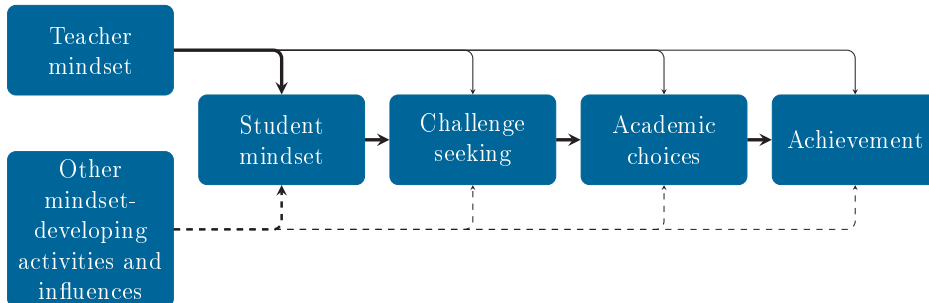 Teacher
mindset
Student
mindset
Challenge
seeking
Academic
choices
Achievement
Other
mindset-
developing
activities and
influences